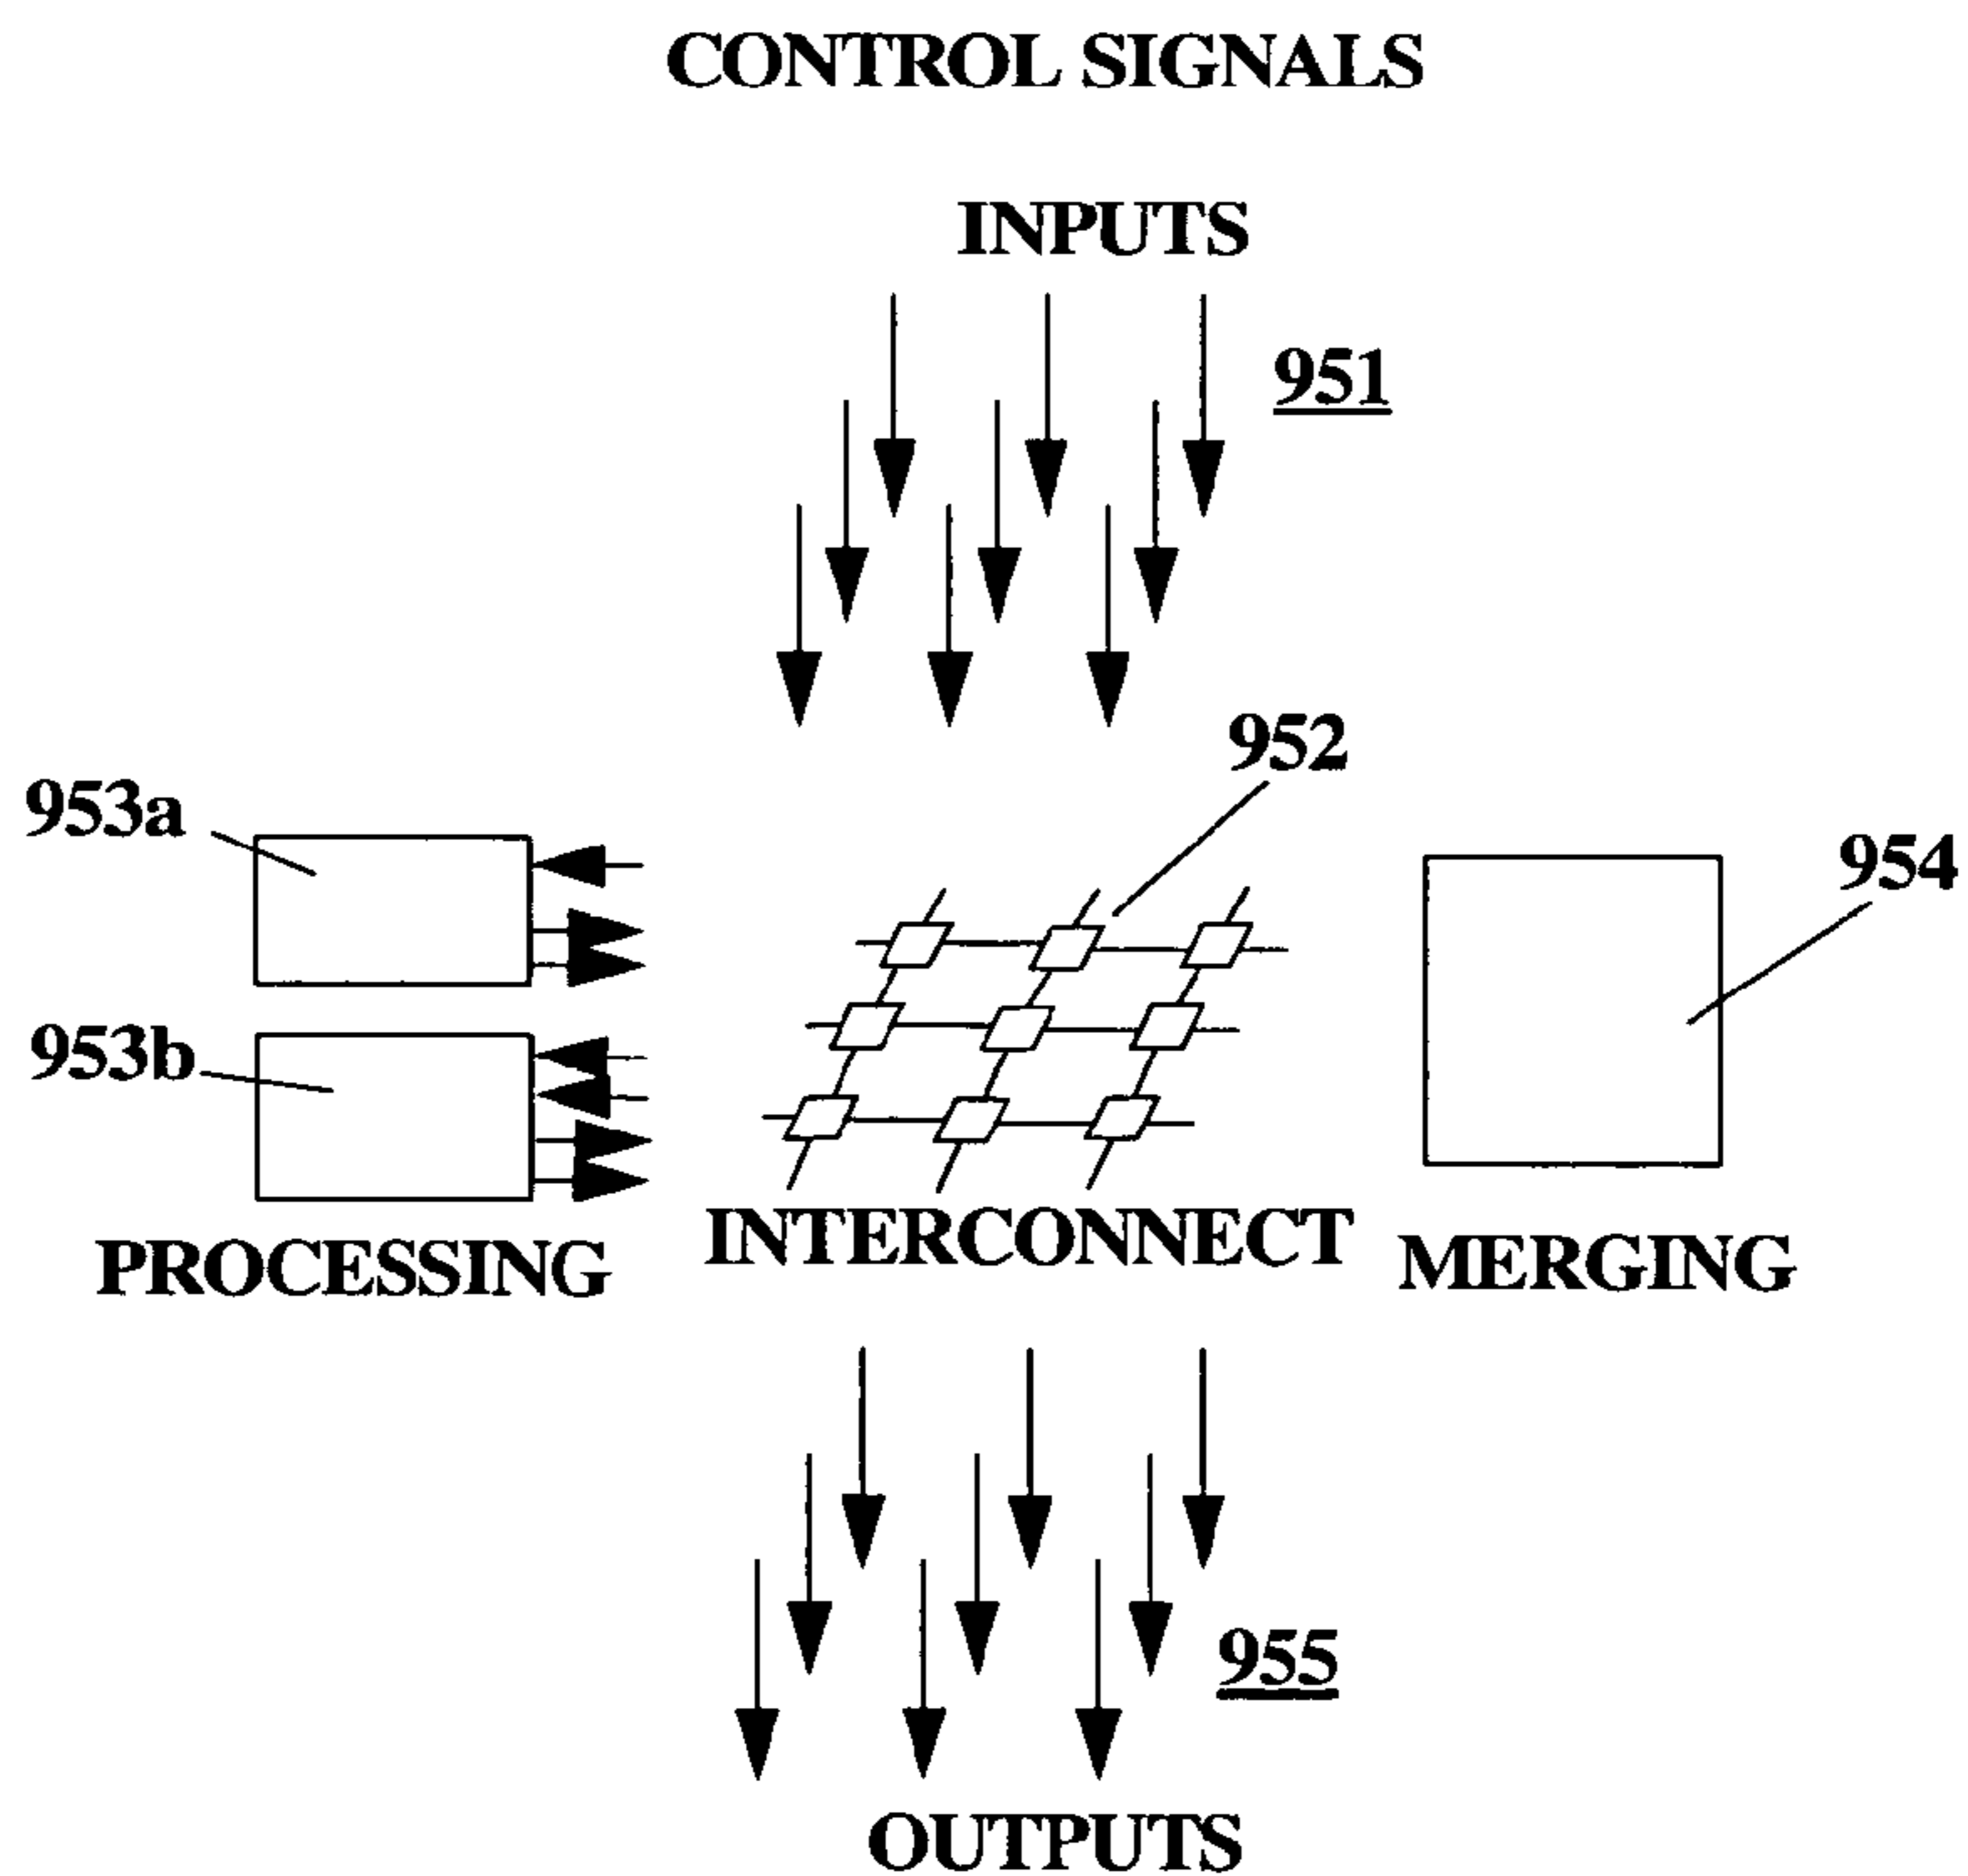 CONTROL SIGNALS
INPUTS
951
952
953a
954
953b
INTERCONNECT
PROCESSING
MERGING
955
OUTPUTS